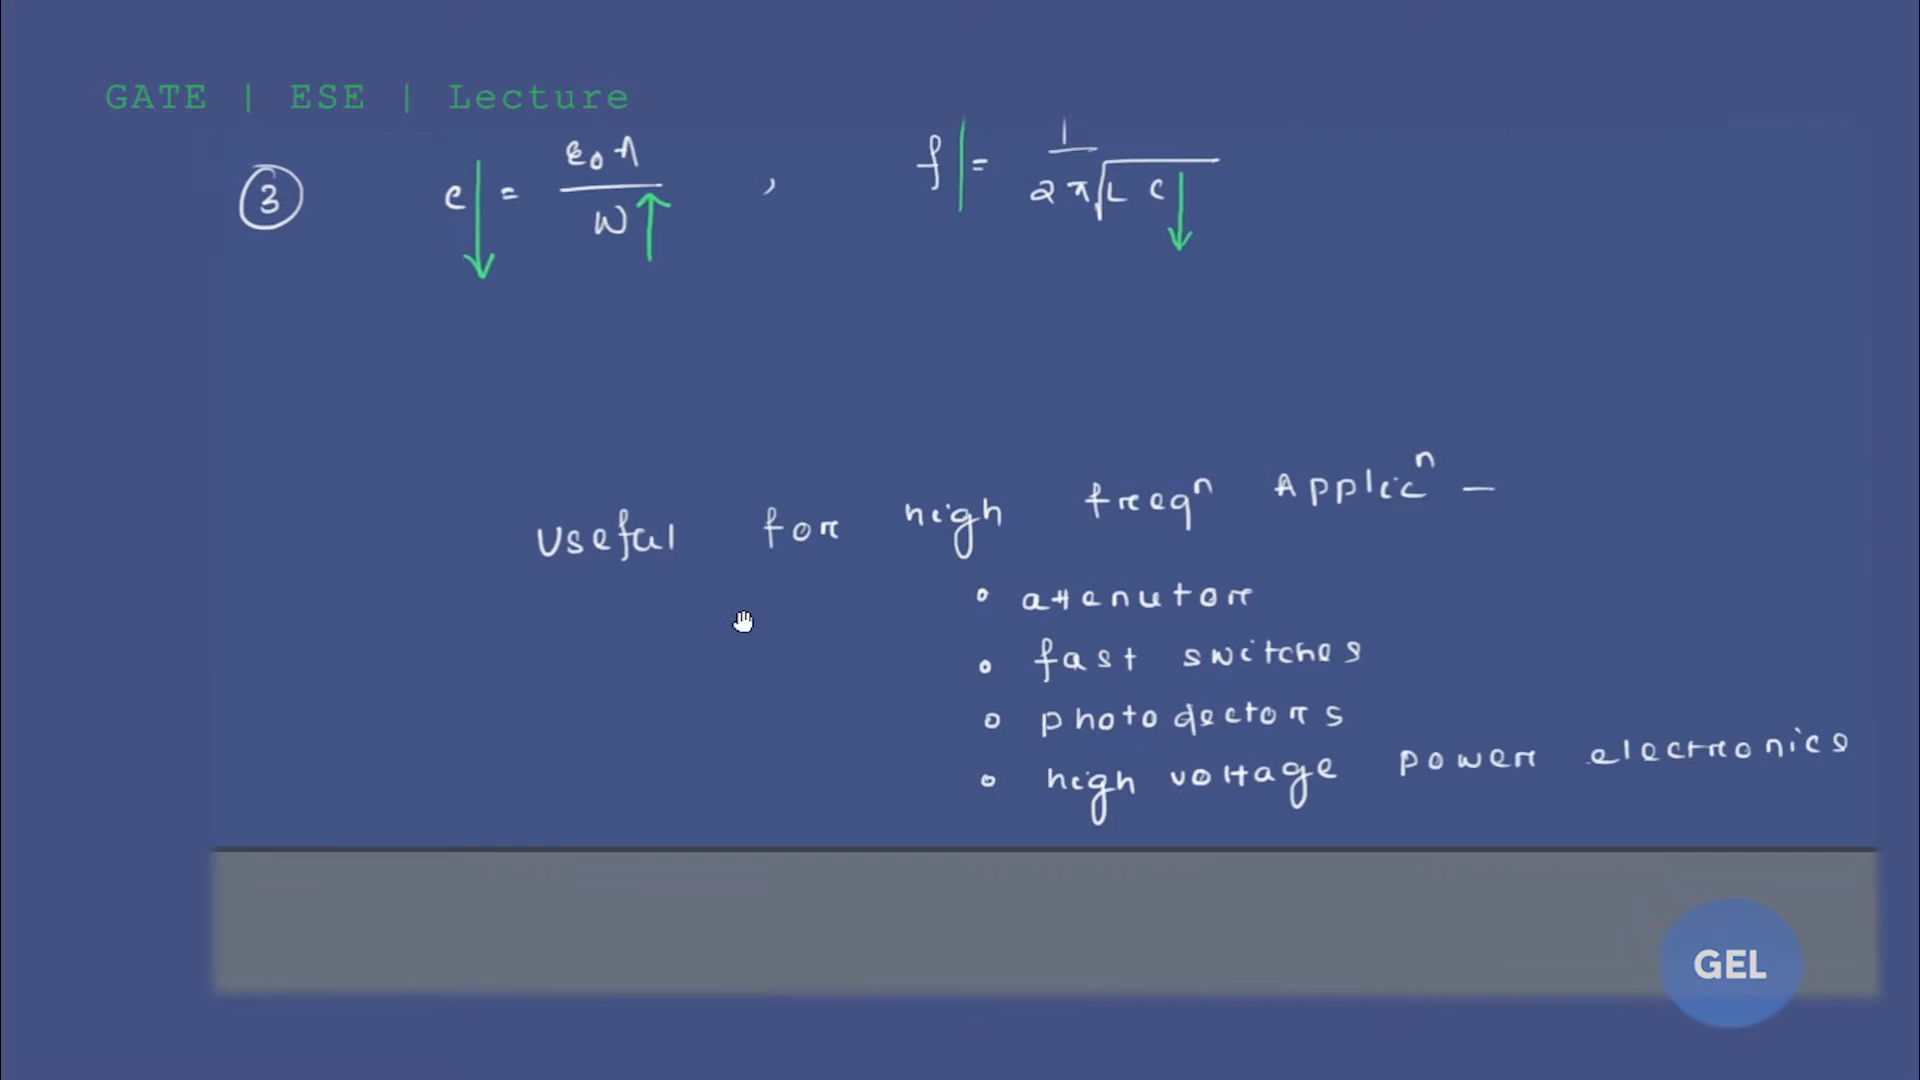 GATE | ESE | Lecture
③ C = ε₀A / W , f = 1 / 2π√LC
Useful for high freqⁿ Applicⁿ —
• attenutor
• fast switches
• photodectors
• high voltage power electronics
GEL